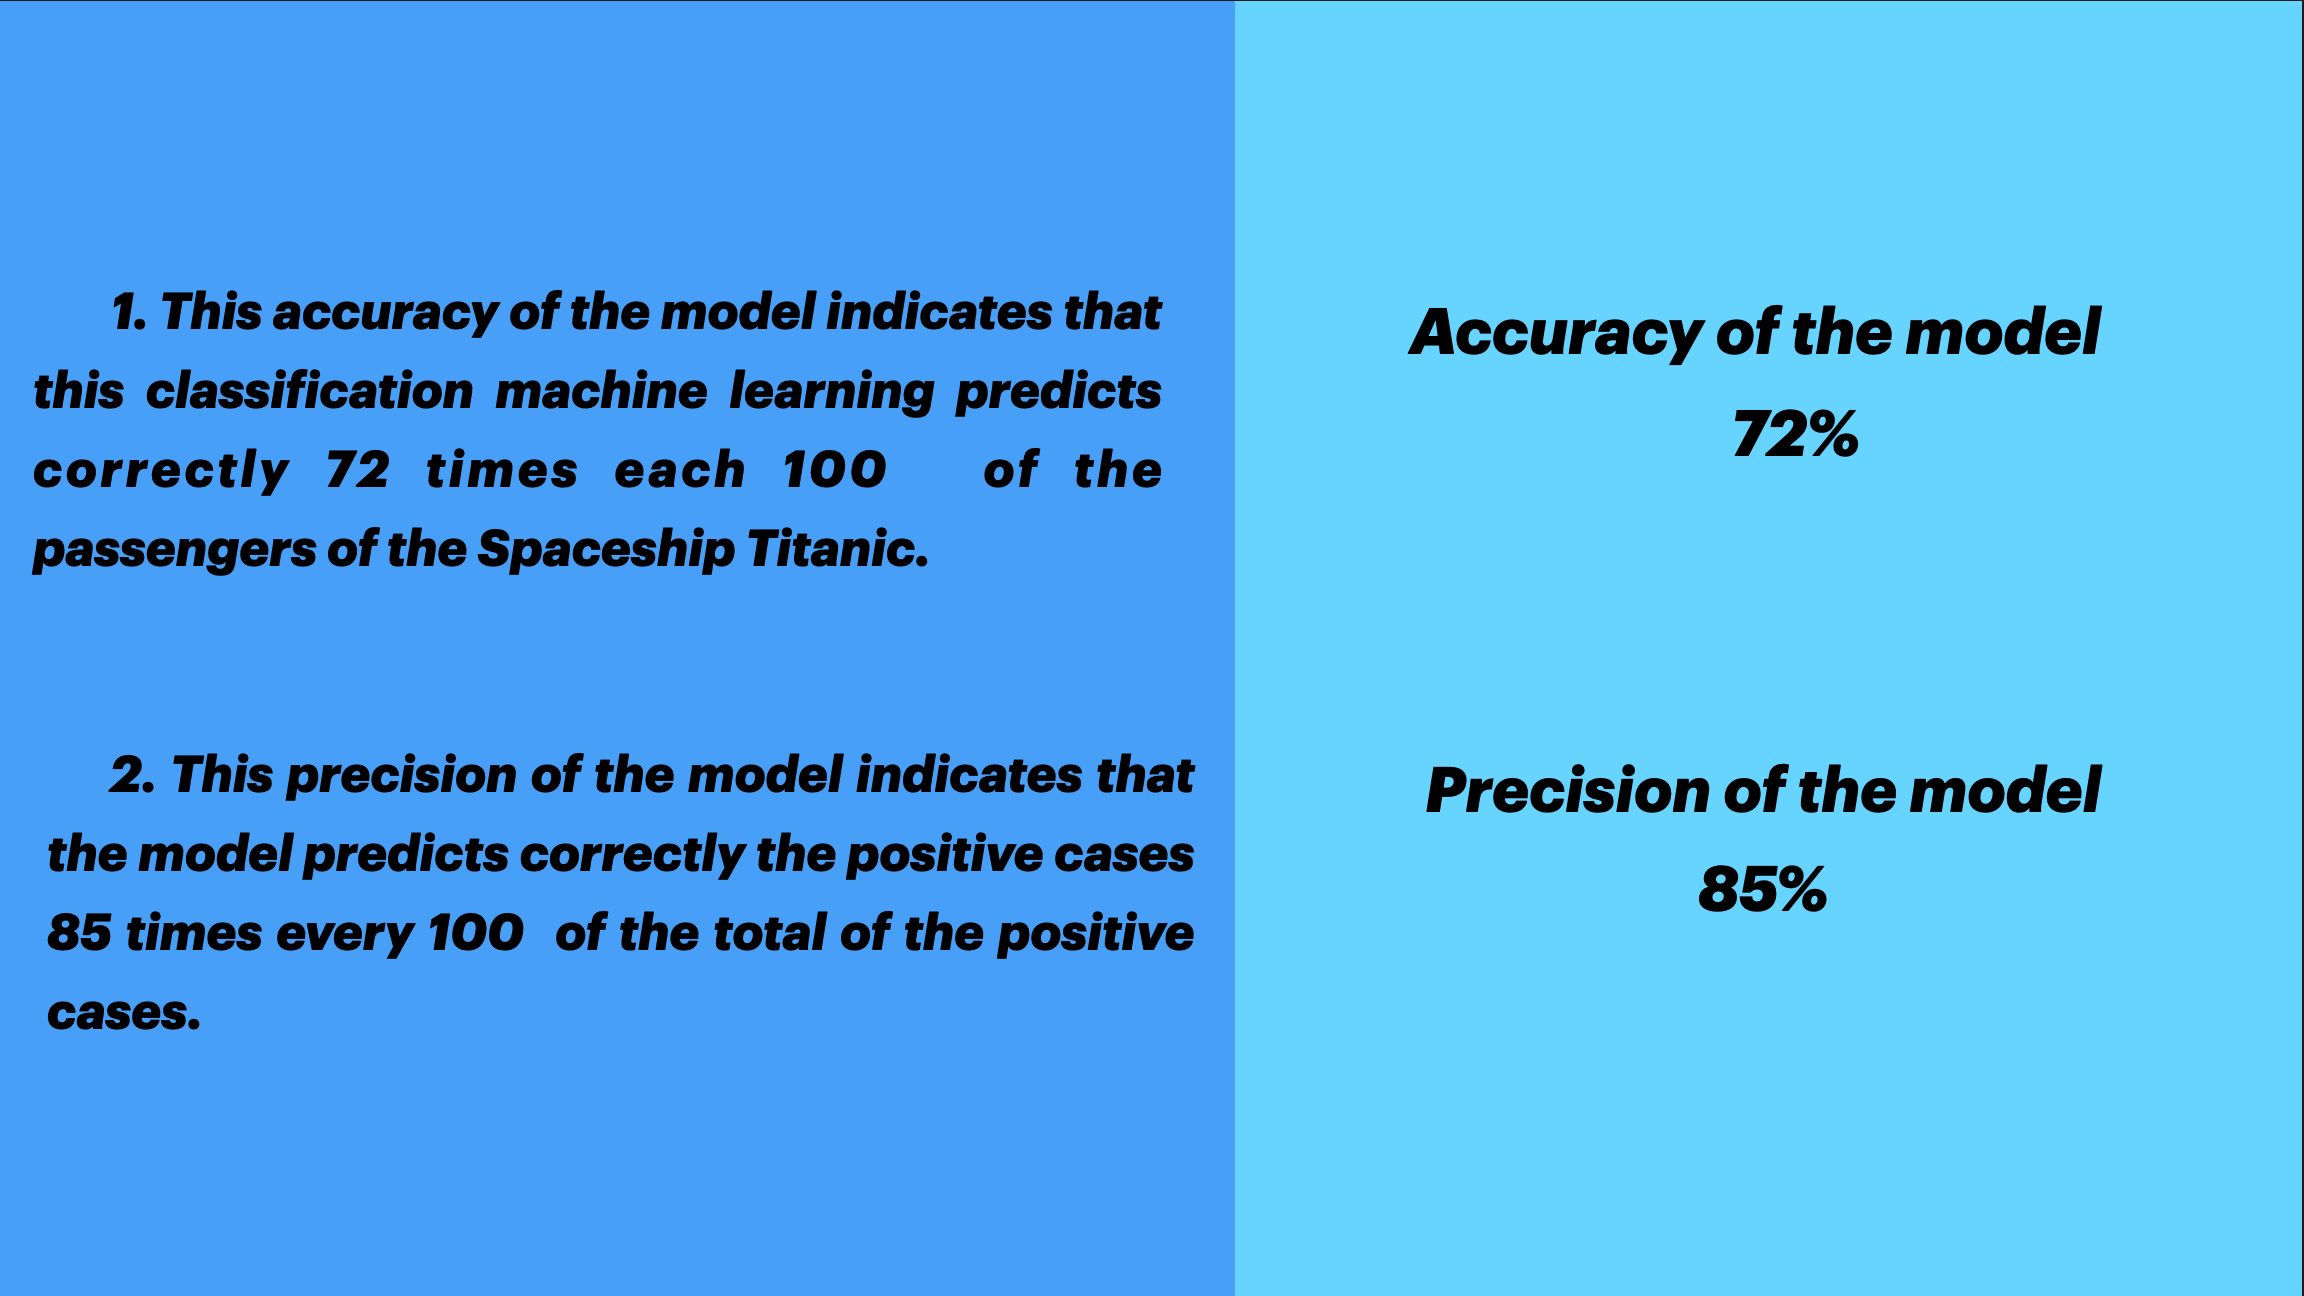 1. This accuracy of the model indicates that
this classification machine learning predicts
correctly 72 times each 100 of the
passengers of the Spaceship Titanic.
2. This precision of the model indicates that
the model predicts correctly the positive cases
85 times every 100 of the total of the positive
cases.
Accuracy of the model
72%
Precision of the model
85%